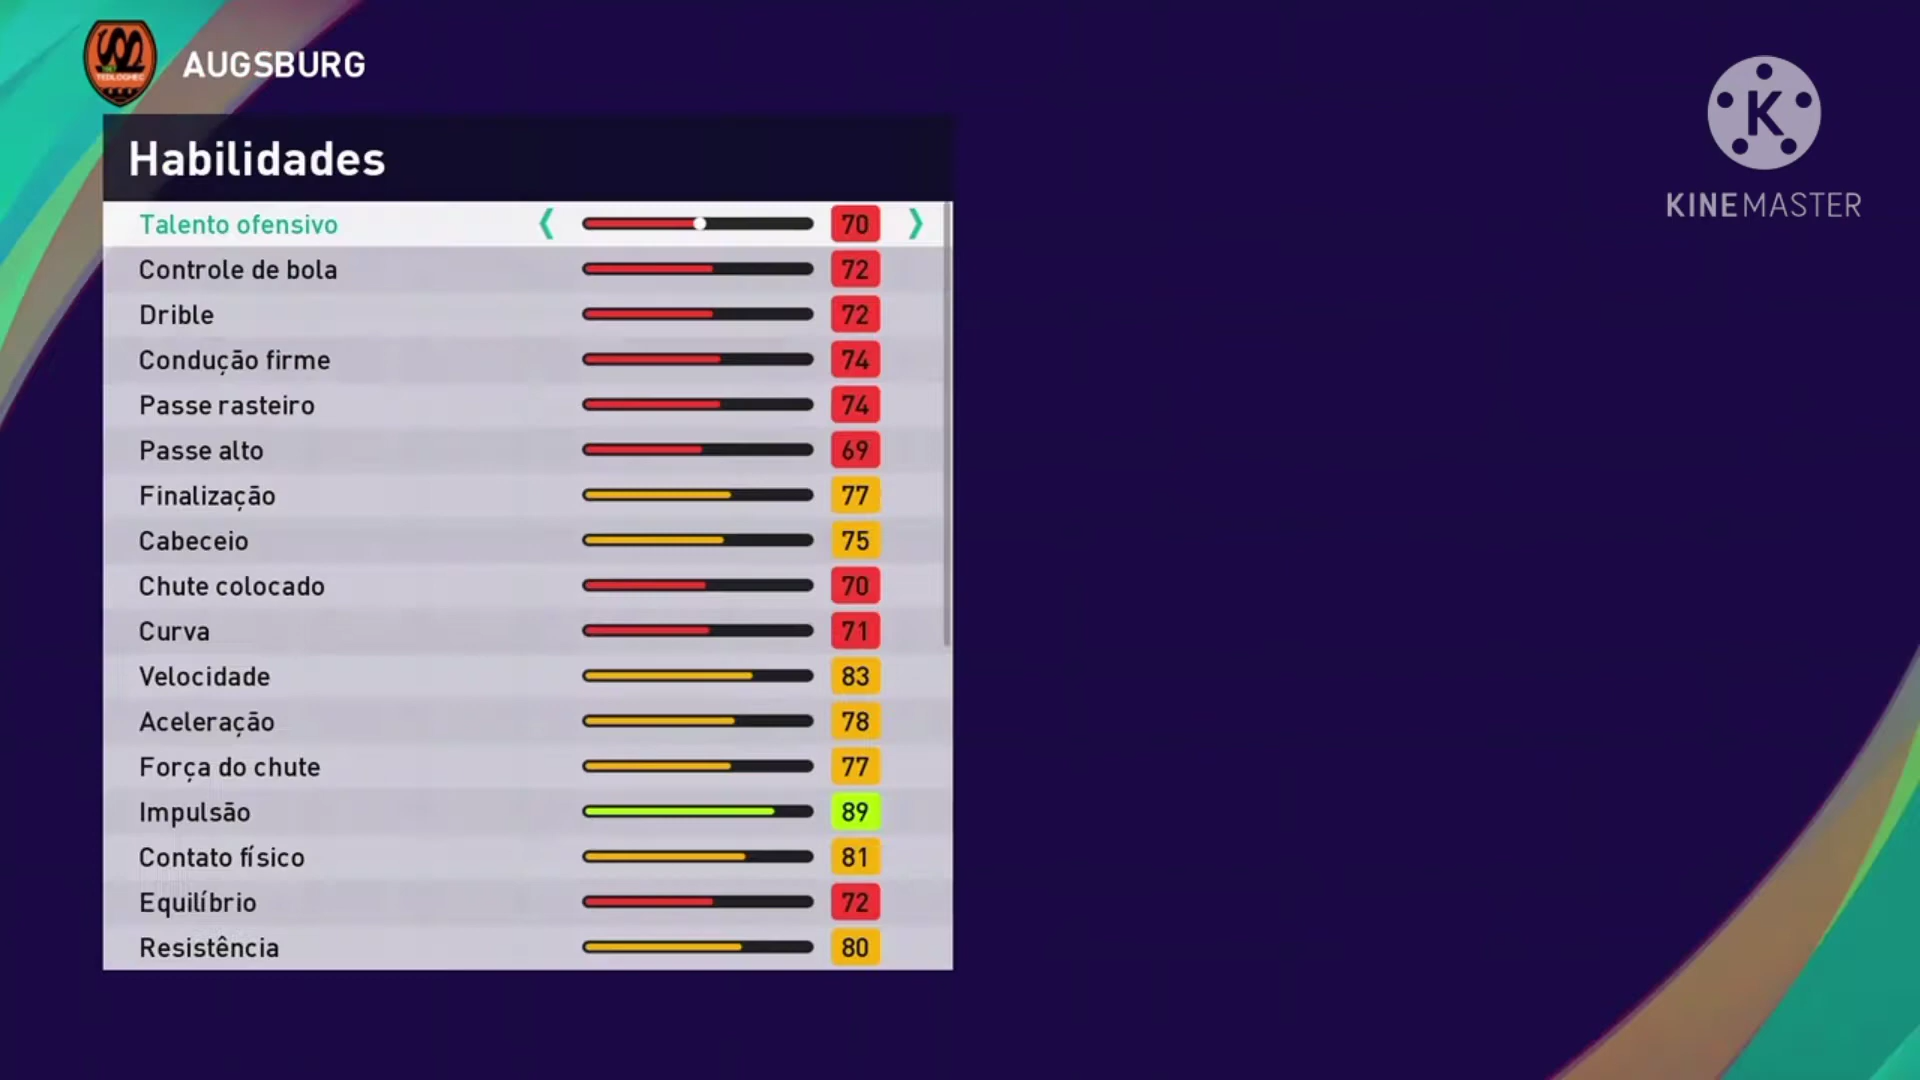 AUGSBURG
TEDLOGHEC
K
KINEMASTER
Habilidades
Talento ofensivo 70
Controle de bola 72
Drible 72
Condução firme 74
Passe rasteiro 74
Passe alto 69
Finalização 77
Cabeceio 75
Chute colocado 70
Curva 71
Velocidade 83
Aceleração 78
Força do chute 77
Impulsão 89
Contato físico 81
Equilíbrio 72
Resistência 80